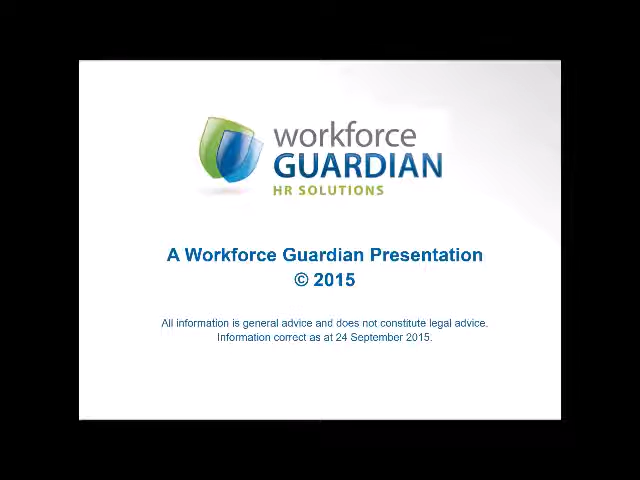 workforce
GUARDIAN
HR SOLUTIONS
A Workforce Guardian Presentation
© 2015
All information is general advice and does not constitute legal advice.
Information correct as at 24 September 2015.